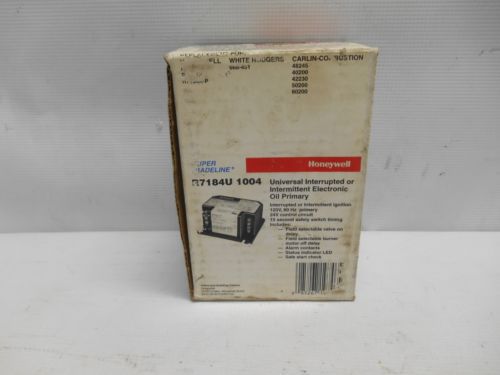 WHITE RODGERS
CARLIN-COMBUSTION
48245
40200
42230
50200
60200
Honeywell
R7184U 1004
Universal Interrupted or
Intermittent Electronic
Oil Primary
Interrupted or Intermittent ignition
120V, 60 Hz primary
24V control circuit
15 second safety switch timing
Includes:
— Field selectable valve on
delay
— Field selectable burner
motor off delay
— Alarm contacts
— Status indicator LED
— Safe start check